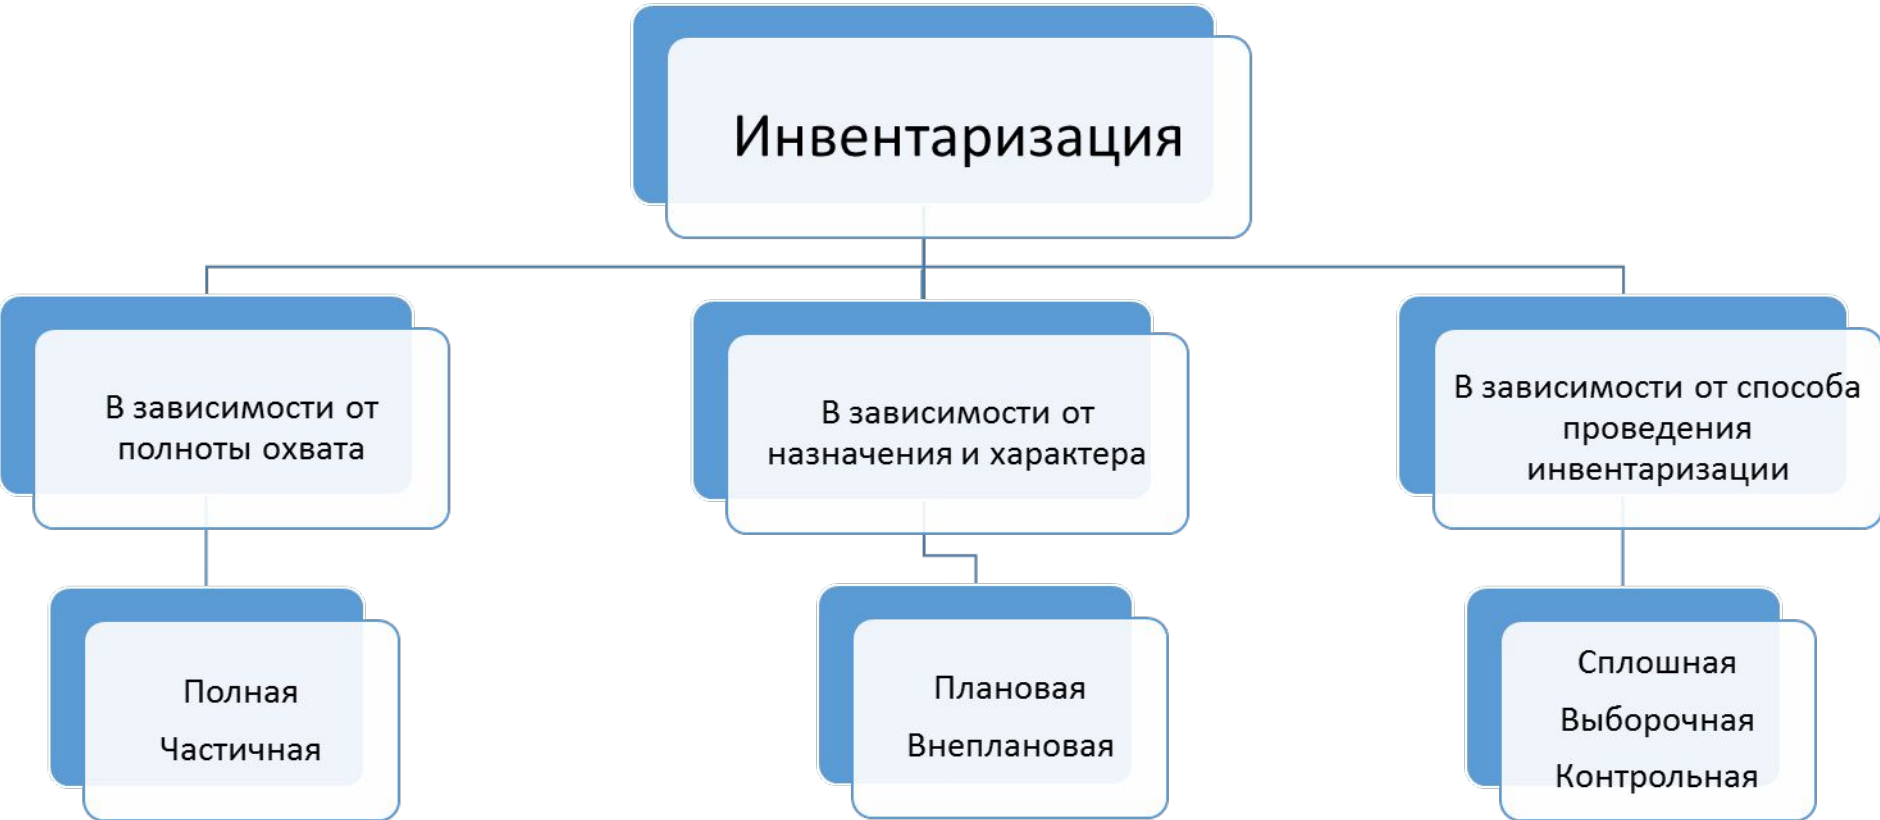 Инвентаризация
В зависимости от
полноты охвата
В зависимости от
назначения и характера
В зависимости от способа
проведения
инвентаризации
Полная
Частичная
Плановая
Внеплановая
Сплошная
Выборочная
Контрольная